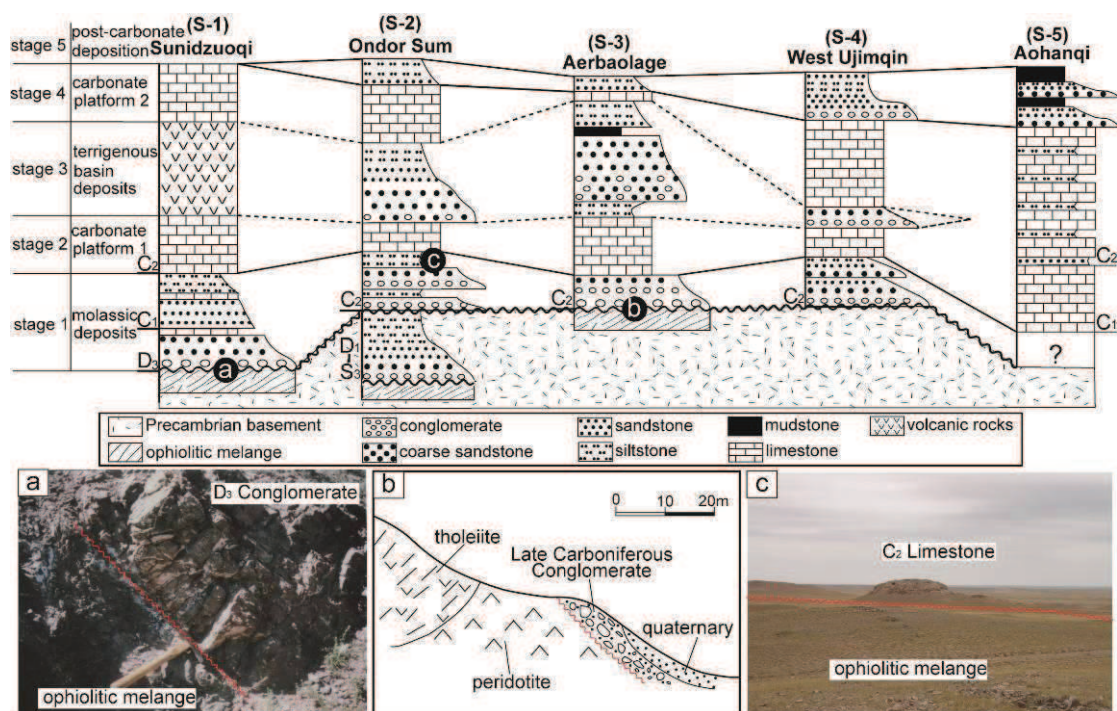 stage 5
post-carbonate deposition
(S-1)
Sunidzuoqi
(S-2)
Ondor Sum
(S-3)
Aerbaolage
(S-4)
West Ujimqin
(S-5)
Aohanqi
stage 4
carbonate
platform 2
stage 3
terrigenous
basin
deposits
stage 2
carbonate
platform 1
C2
stage 1
molassic
deposits
C1
D3
a
c
C2
D1
S3
C2
b
C2
C2
C1
?
Precambrian basement
conglomerate
sandstone
mudstone
volcanic rocks
ophiolitic melange
coarse sandstone
siltstone
limestone
a
D3 Conglomerate
ophiolitic melange
b
0 10 20m
tholeiite
Late Carboniferous
Conglomerate
quaternary
peridotite
c
C2 Limestone
ophiolitic melange